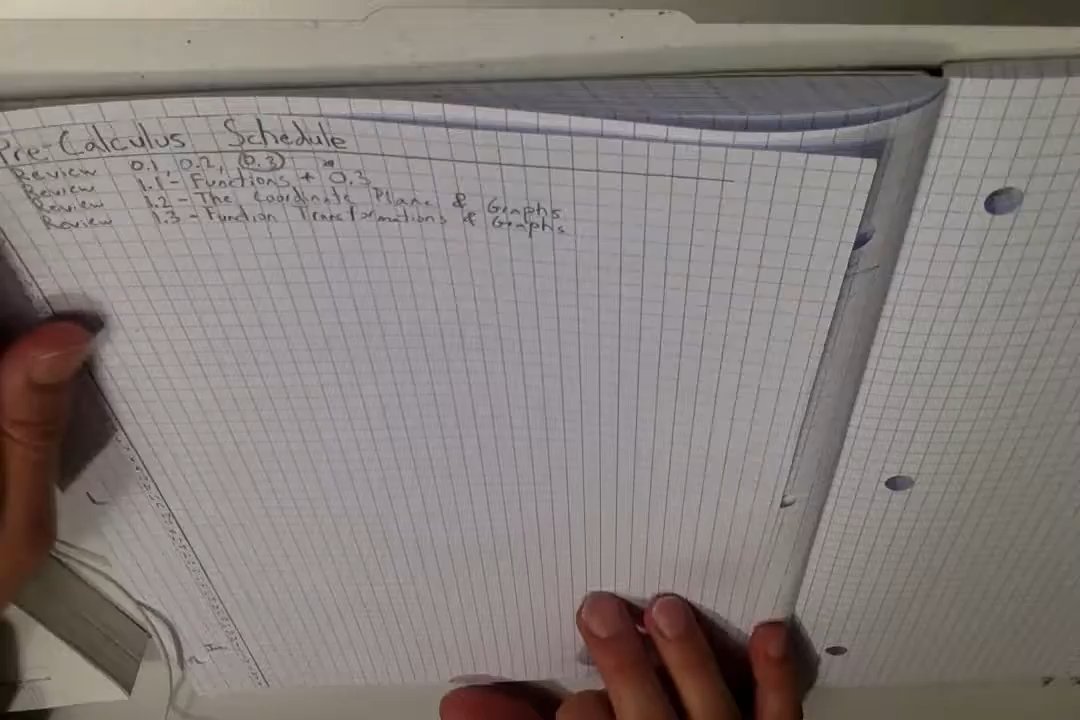 Pre-Calculus Schedule
Review 0.1, 0.2, 0.3
Review 1.1 - Functions + 0.3
Review 1.2 - The Coordinate Plane & Graphs
Review 1.3 - Function Transformations & Graphs